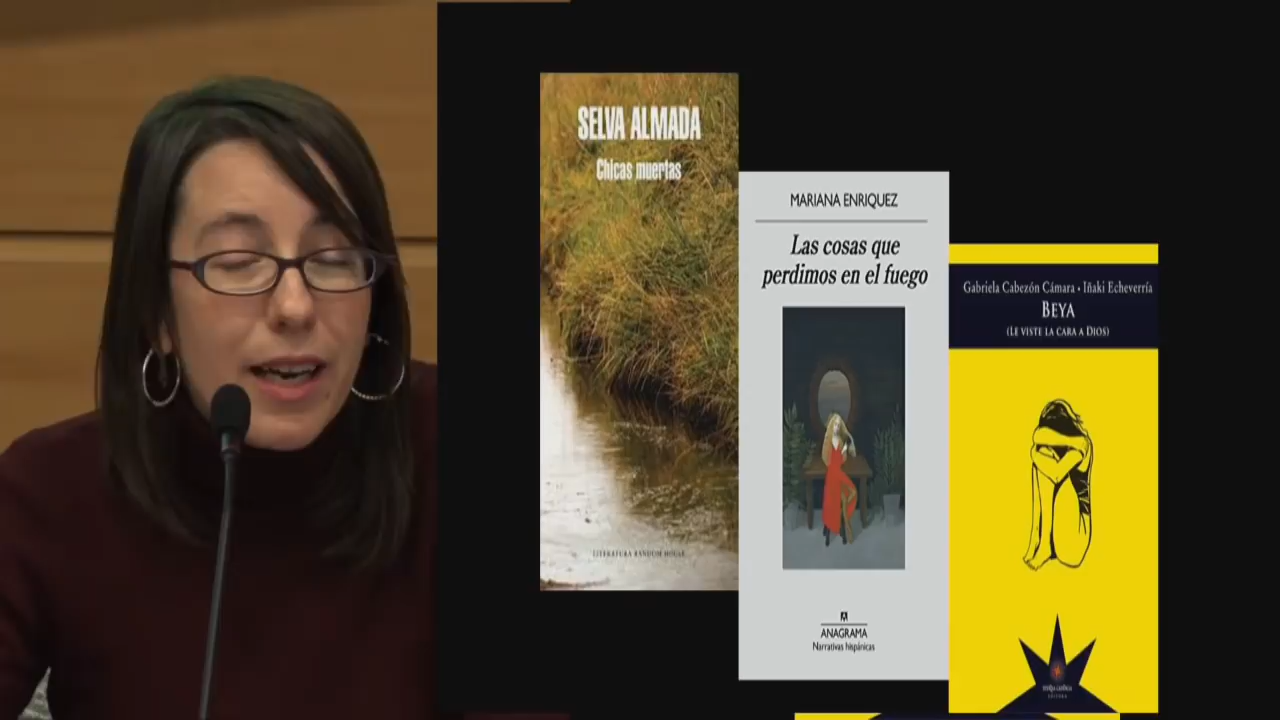 SELVA ALMADA
Chicas muertas
LITERATURA RANDOM HOUSE
MARIANA ENRIQUEZ
Las cosas que
perdimos en el fuego
ANAGRAMA
Narrativas hispánicas
Gabriela Cabezón Cámara • Iñaki Echeverría
BEYA
(LE VISTE LA CARA A DIOS)
EDITORA